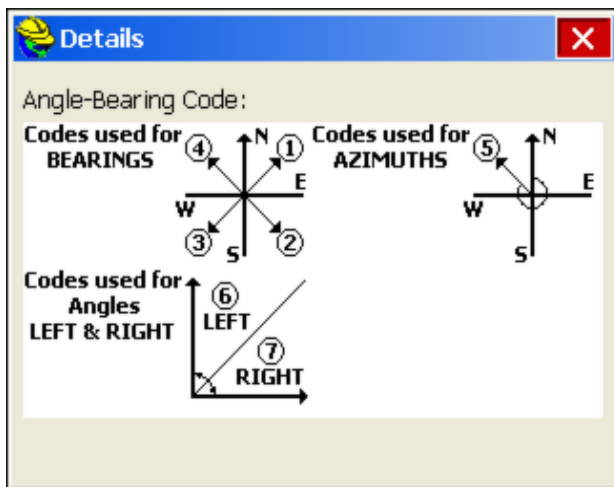 Details
Angle-Bearing Code:
Codes used for
BEARINGS
4
N
1
W
E
3
S
2
Codes used for
AZIMUTHS
5
N
W
E
S
Codes used for
Angles
LEFT & RIGHT
6
LEFT
7
RIGHT